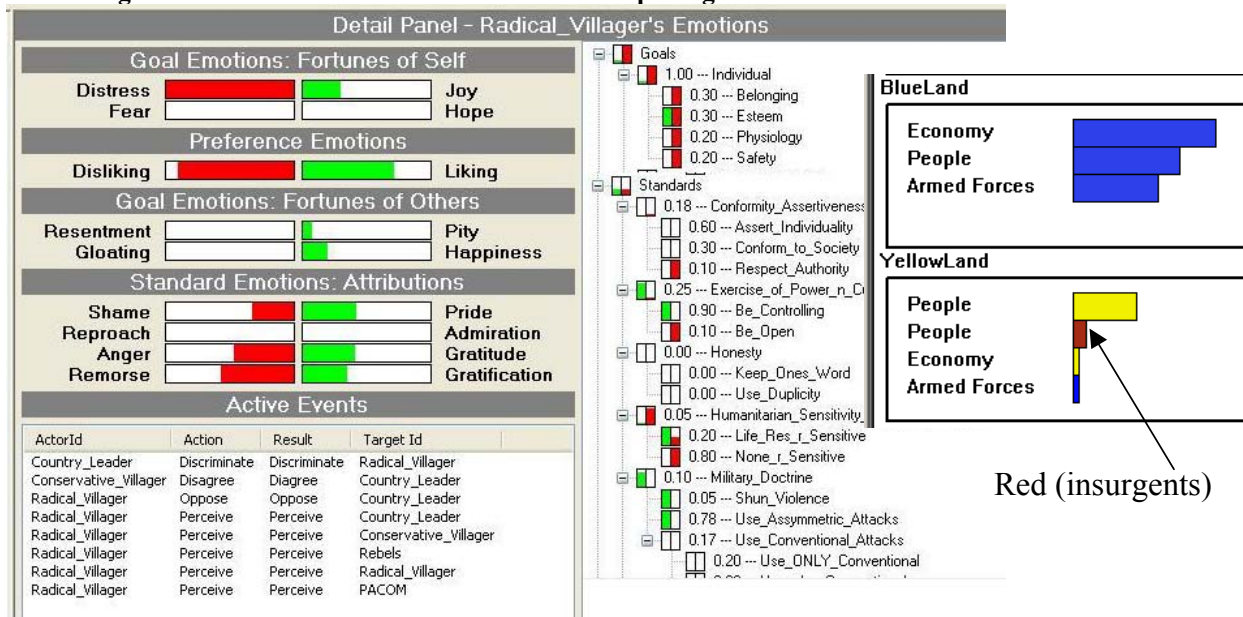 Detail Panel - Radical_Villager's Emotions
Goal Emotions: Fortunes of Self
Distress Joy
Fear Hope
Preference Emotions
Disliking Liking
Goal Emotions: Fortunes of Others
Resentment Pity
Gloating Happiness
Standard Emotions: Attributions
Shame Pride
Reproach Admiration
Anger Gratitude
Remorse Gratification
Active Events
ActorId Action Result Target Id
Country_Leader Discriminate Discriminate Radical_Villager
Conservative_Villager Disagree Diagree Country_Leader
Radical_Villager Oppose Oppose Country_Leader
Radical_Villager Perceive Perceive Country_Leader
Radical_Villager Perceive Perceive Conservative_Villager
Radical_Villager Perceive Perceive Rebels
Radical_Villager Perceive Perceive Radical_Villager
Radical_Villager Perceive Perceive PACOM
Goals
1.00 --- Individual
0.30 --- Belonging
0.30 --- Esteem
0.20 --- Physiology
0.20 --- Safety
Standards
0.18 --- Conformity_Assertiveness
0.60 --- Assert_Individuality
0.30 --- Conform_to_Society
0.10 --- Respect_Authority
0.25 --- Exercise_of_Power_n_C
0.90 --- Be_Controlling
0.10 --- Be_Open
0.00 --- Honesty
0.00 --- Keep_Ones_Word
0.00 --- Use_Duplicity
0.05 --- Humanitarian_Sensitivity_
0.20 --- Life_Res_r_Sensitive
0.80 --- None_r_Sensitive
0.10 --- Military_Doctrine
0.05 --- Shun_Violence
0.78 --- Use_Assymmetric_Attacks
0.17 --- Use_Conventional_Attacks
0.20 --- Use_ONLY_Conventional
BlueLand
Economy
People
Armed Forces
YellowLand
People
People
Economy
Armed Forces
Red (insurgents)